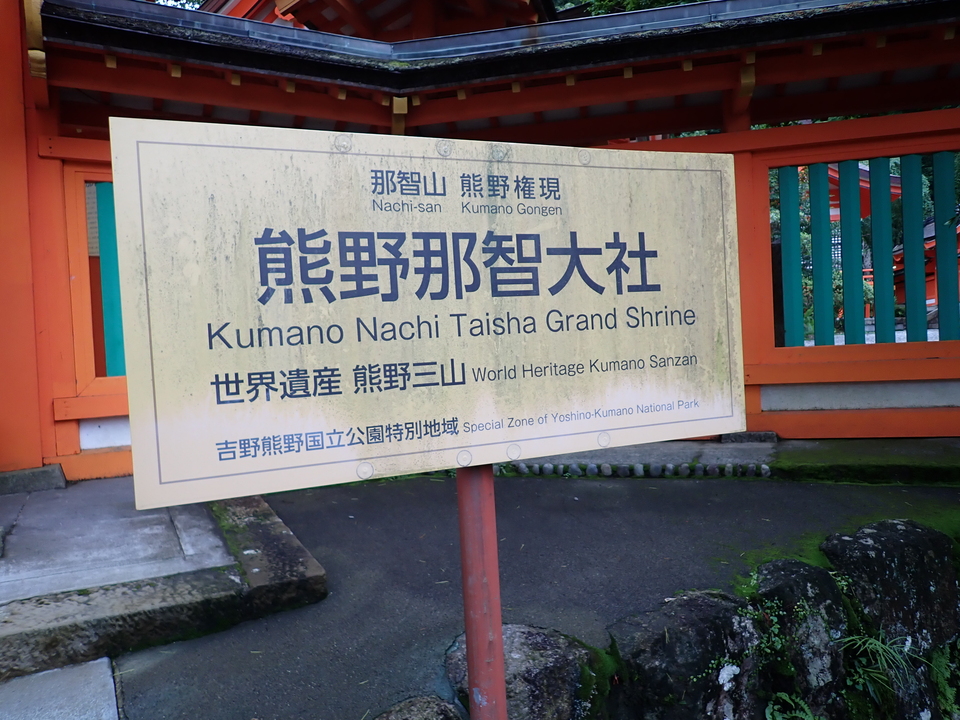 那智山 熊野権現
Nachi-san Kumano Gongen
熊野那智大社
Kumano Nachi Taisha Grand Shrine
世界遺産 熊野三山 World Heritage Kumano Sanzan
吉野熊野国立公園特別地域 Special Zone of Yoshino-Kumano National Park